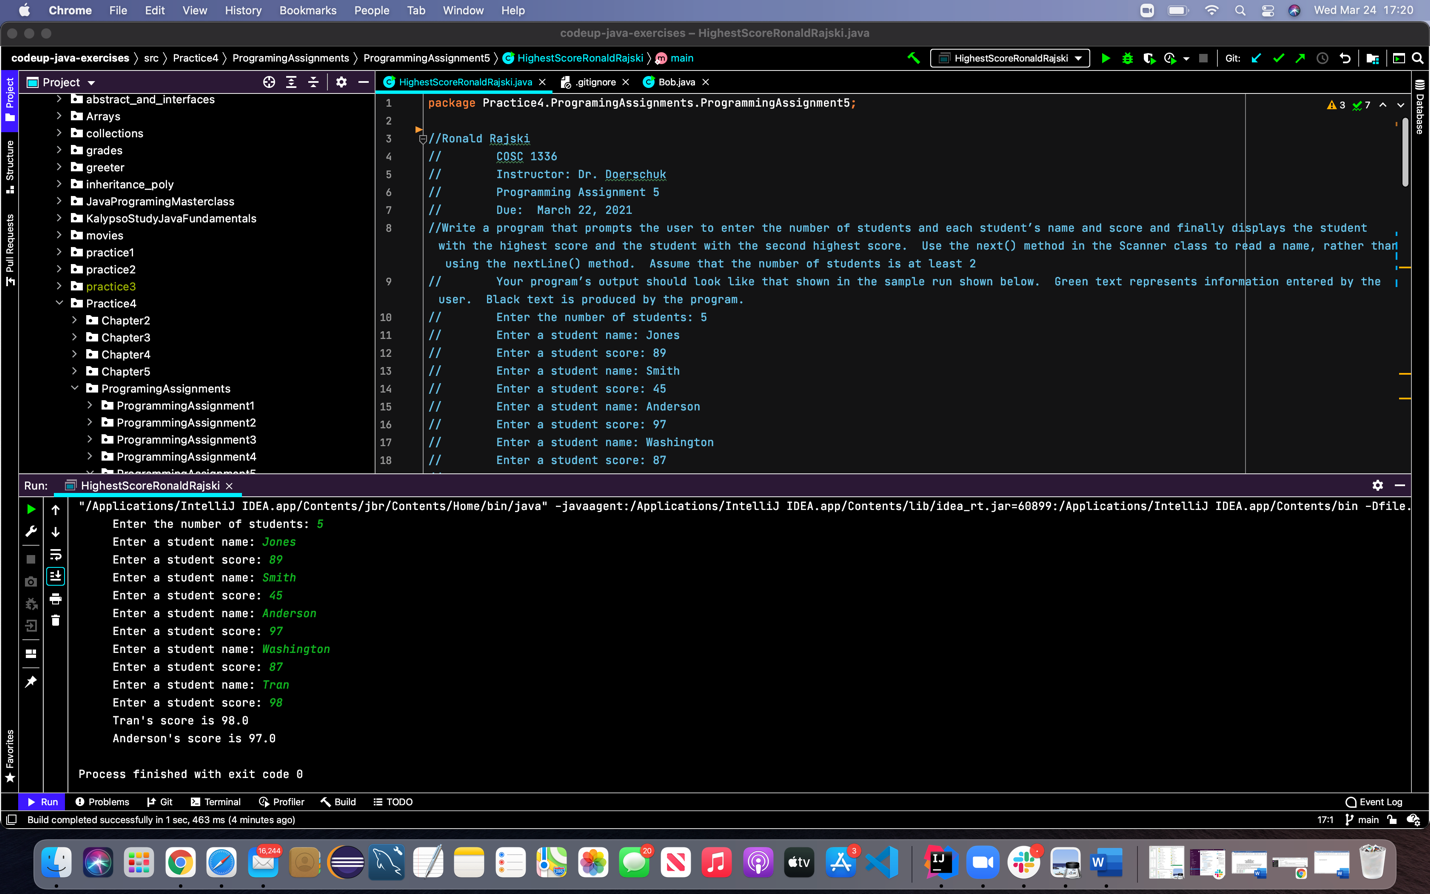 Chrome File Edit View History Bookmarks People Tab Window Help Wed Mar 24 17:20
codeup-java-exercises – HighestScoreRonaldRajski.java
codeup-java-exercises src Practice4 ProgramingAssignments ProgrammingAssignment5 HighestScoreRonaldRajski main HighestScoreRonaldRajski Git:
Project HighestScoreRonaldRajski.java .gitignore Bob.java
Project
Structure
Pull Requests
Favorites
Database
abstract_and_interfaces
Arrays
collections
grades
greeter
inheritance_poly
JavaProgramingMasterclass
KalypsoStudyJavaFundamentals
movies
practice1
practice2
practice3
Practice4
Chapter2
Chapter3
Chapter4
Chapter5
ProgramingAssignments
ProgrammingAssignment1
ProgrammingAssignment2
ProgrammingAssignment3
ProgrammingAssignment4
ProgrammingAssignment5
3 7
1 package Practice4.ProgramingAssignments.ProgrammingAssignment5;
2
3 //Ronald Rajski
4 // COSC 1336
5 // Instructor: Dr. Doerschuk
6 // Programming Assignment 5
7 // Due: March 22, 2021
8 //Write a program that prompts the user to enter the number of students and each student’s name and score and finally displays the student
with the highest score and the student with the second highest score. Use the next() method in the Scanner class to read a name, rather than
using the nextLine() method. Assume that the number of students is at least 2
9 // Your program’s output should look like that shown in the sample run shown below. Green text represents information entered by the
user. Black text is produced by the program.
10 // Enter the number of students: 5
11 // Enter a student name: Jones
12 // Enter a student score: 89
13 // Enter a student name: Smith
14 // Enter a student score: 45
15 // Enter a student name: Anderson
16 // Enter a student score: 97
17 // Enter a student name: Washington
18 // Enter a student score: 87
Run: HighestScoreRonaldRajski
"/Applications/IntelliJ IDEA.app/Contents/jbr/Contents/Home/bin/java" -javaagent:/Applications/IntelliJ IDEA.app/Contents/lib/idea_rt.jar=60899:/Applications/IntelliJ IDEA.app/Contents/bin -Dfile.
Enter the number of students: 5
Enter a student name: Jones
Enter a student score: 89
Enter a student name: Smith
Enter a student score: 45
Enter a student name: Anderson
Enter a student score: 97
Enter a student name: Washington
Enter a student score: 87
Enter a student name: Tran
Enter a student score: 98
Tran's score is 98.0
Anderson's score is 97.0
Process finished with exit code 0
Run Problems Git Terminal Profiler Build TODO Event Log
Build completed successfully in 1 sec, 463 ms (4 minutes ago) 17:1 main
16,244 20 tv 3 IJ W